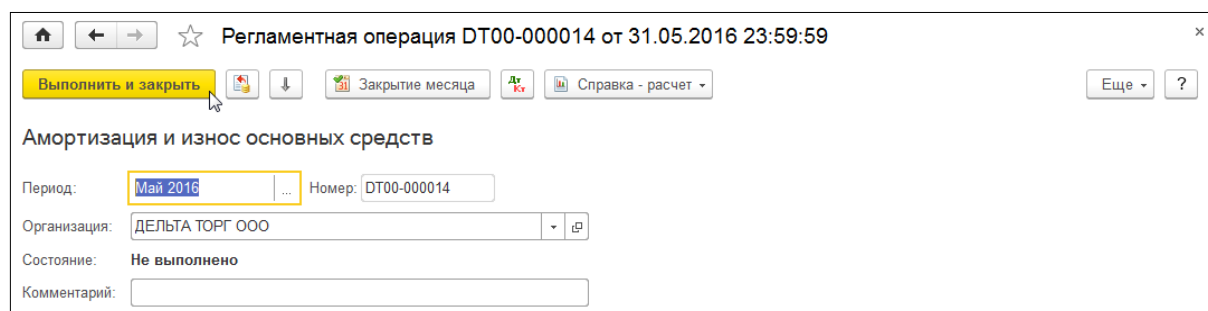 Регламентная операция DT00-000014 от 31.05.2016 23:59:59
Выполнить и закрыть Закрытие месяца Дт Кт Справка - расчет Еще ?
Амортизация и износ основных средств
Период: Май 2016 ... Номер: DT00-000014
Организация: ДЕЛЬТА ТОРГ ООО
Состояние: Не выполнено
Комментарий: